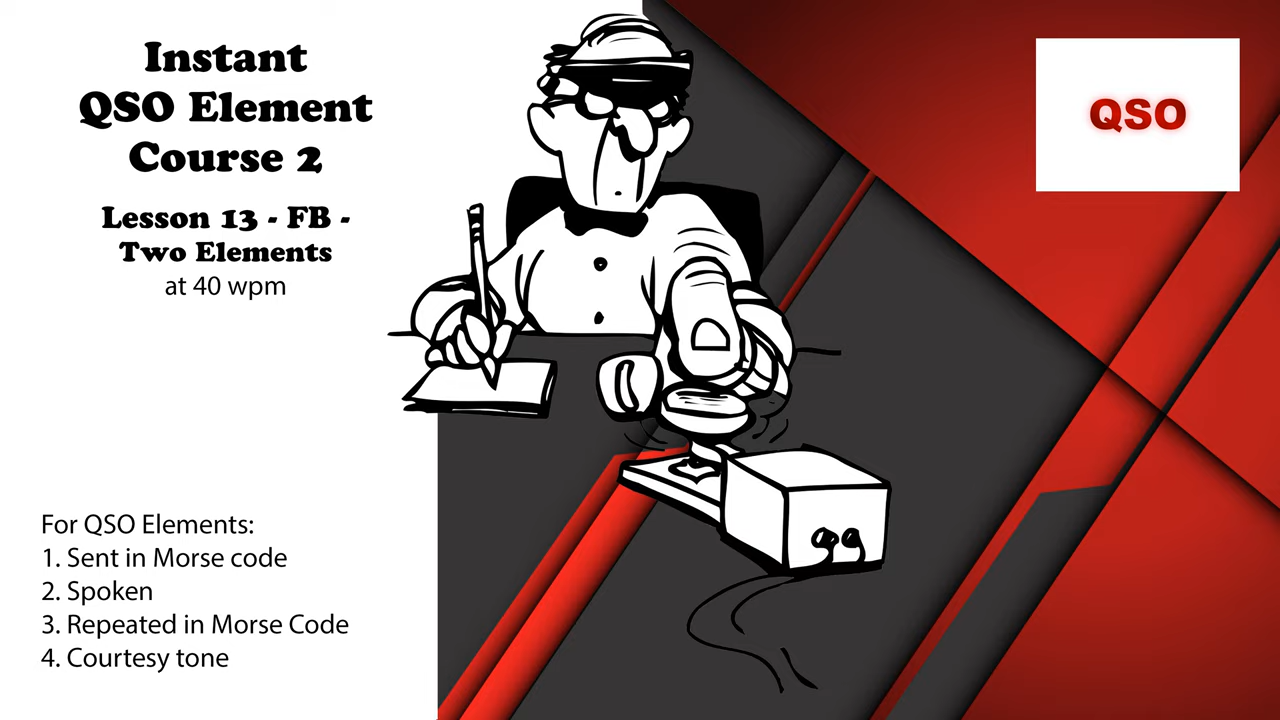 Instant
QSO Element
Course 2
Lesson 13 - FB -
Two Elements
at 40 wpm
QSO
For QSO Elements:
1. Sent in Morse code
2. Spoken
3. Repeated in Morse Code
4. Courtesy tone